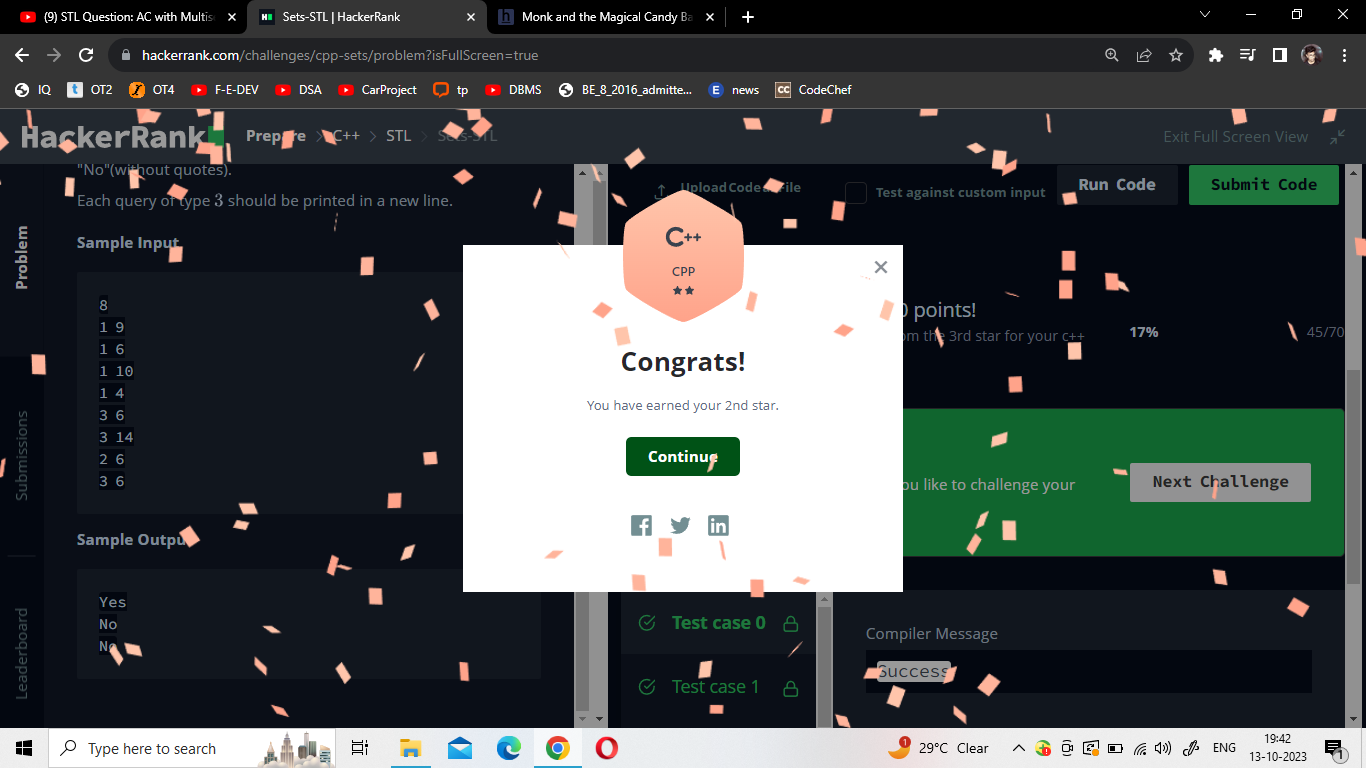 (9) STL Question: AC with Multis
Sets-STL | HackerRank
Monk and the Magical Candy Ba
hackerrank.com/challenges/cpp-sets/problem?isFullScreen=true
IQ
OT2
OT4
F-E-DEV
DSA
CarProject
tp
DBMS
BE_8_2016_admitte...
news
CC CodeChef
HackerRank
Prepare > C++ > STL > Sets-STL
Exit Full Screen View
Problem
Submissions
Leaderboard
"No"(without quotes).
Each query of type 3 should be printed in a new line.
Sample Input
8
1 9
1 6
1 10
1 4
3 6
3 14
2 6
3 6
Sample Output
Yes
No
No
Upload Code as File
Test against custom input
Run Code
Submit Code
C++
CPP
Congrats!
You have earned your 2nd star.
Continue
0 points!
om the 3rd star for your c++
17%
45/70
ou like to challenge your
Next Challenge
Test case 0
Test case 1
Compiler Message
Success
Type here to search
1
29°C Clear
ENG
19:42
13-10-2023
1